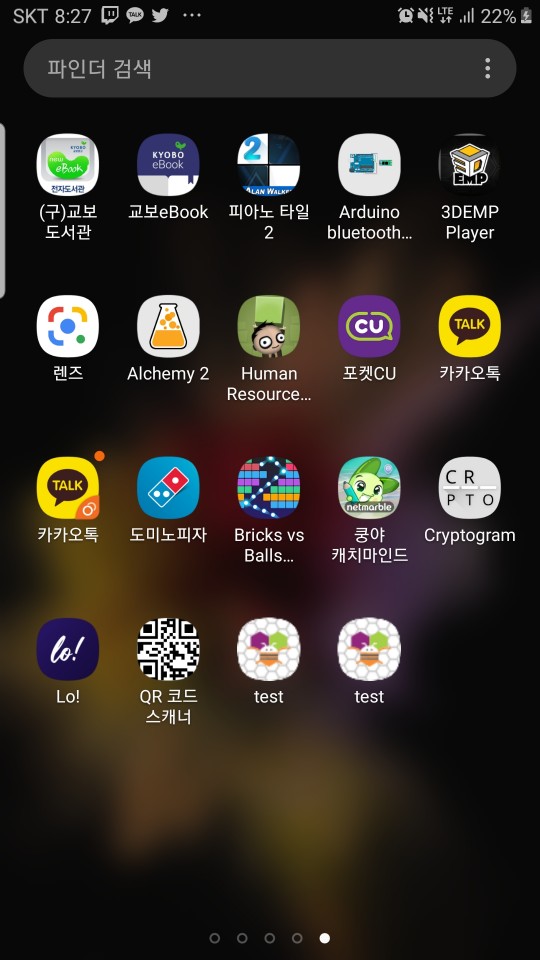 SKT 8:27 TALK ... LTE 22%
파인더 검색
new eBook KYOBO 전자도서관
KYOBO eBook
2 ALAN WALKER
EMP
(구)교보
도서관
교보eBook
피아노 타일
2
Arduino
bluetooth...
3DEMP
Player
CU
TALK
렌즈
Alchemy 2
Human
Resource...
포켓CU
카카오톡
TALK
2
netmarble
CR
PTO
카카오톡
도미노피자
Bricks vs
Balls...
쿵야
캐치마인드
Cryptogram
lo!
Lo!
QR 코드
스캐너
test
test